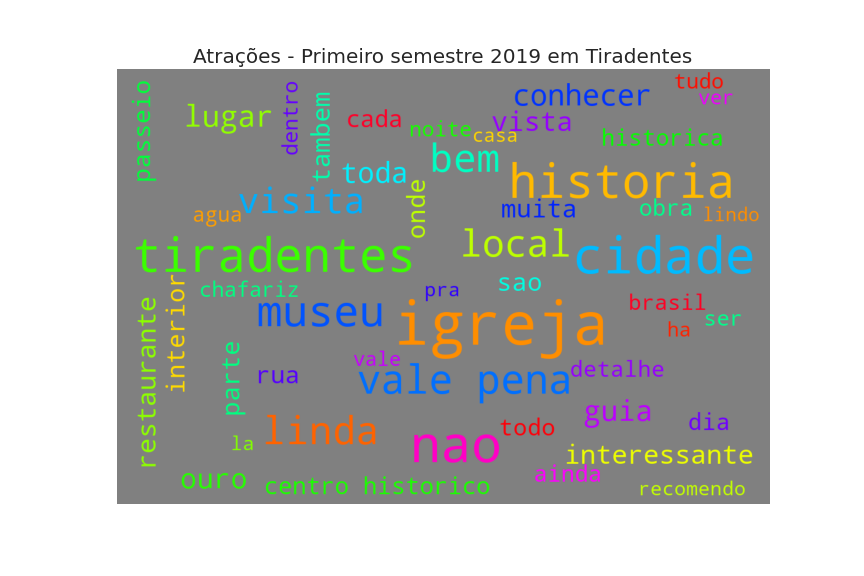 Atrações - Primeiro semestre 2019 em Tiradentes
tudo
passeio
dentro
conhecer
ver
lugar
tambem
cada
noite
casa
vista
historica
bem
toda
historia
visita
onde
muita
obra
lindo
agua
tiradentes
local
cidade
chafariz
pra
sao
interior
museu
igreja
brasil
ser
ha
restaurante
parte
rua
vale
vale pena
detalhe
guia
dia
linda
la
nao
todo
interessante
ouro
centro historico
ainda
recomendo